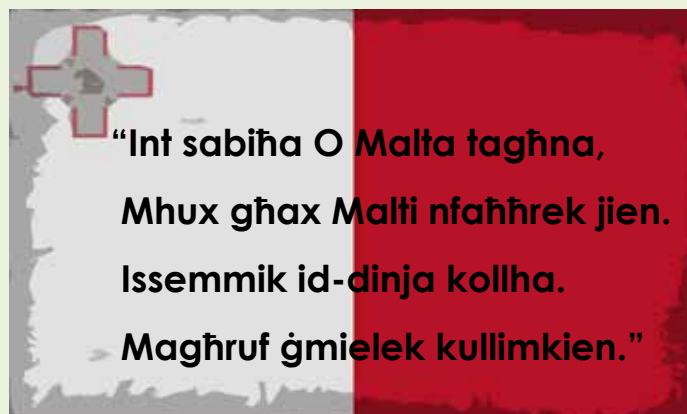 “Int sabiħa O Malta tagħna,
Mhux għax Malti nfaħħrek jien.
Issemmik id-dinja kollha.
Magħruf ġmielek kullimkien.”